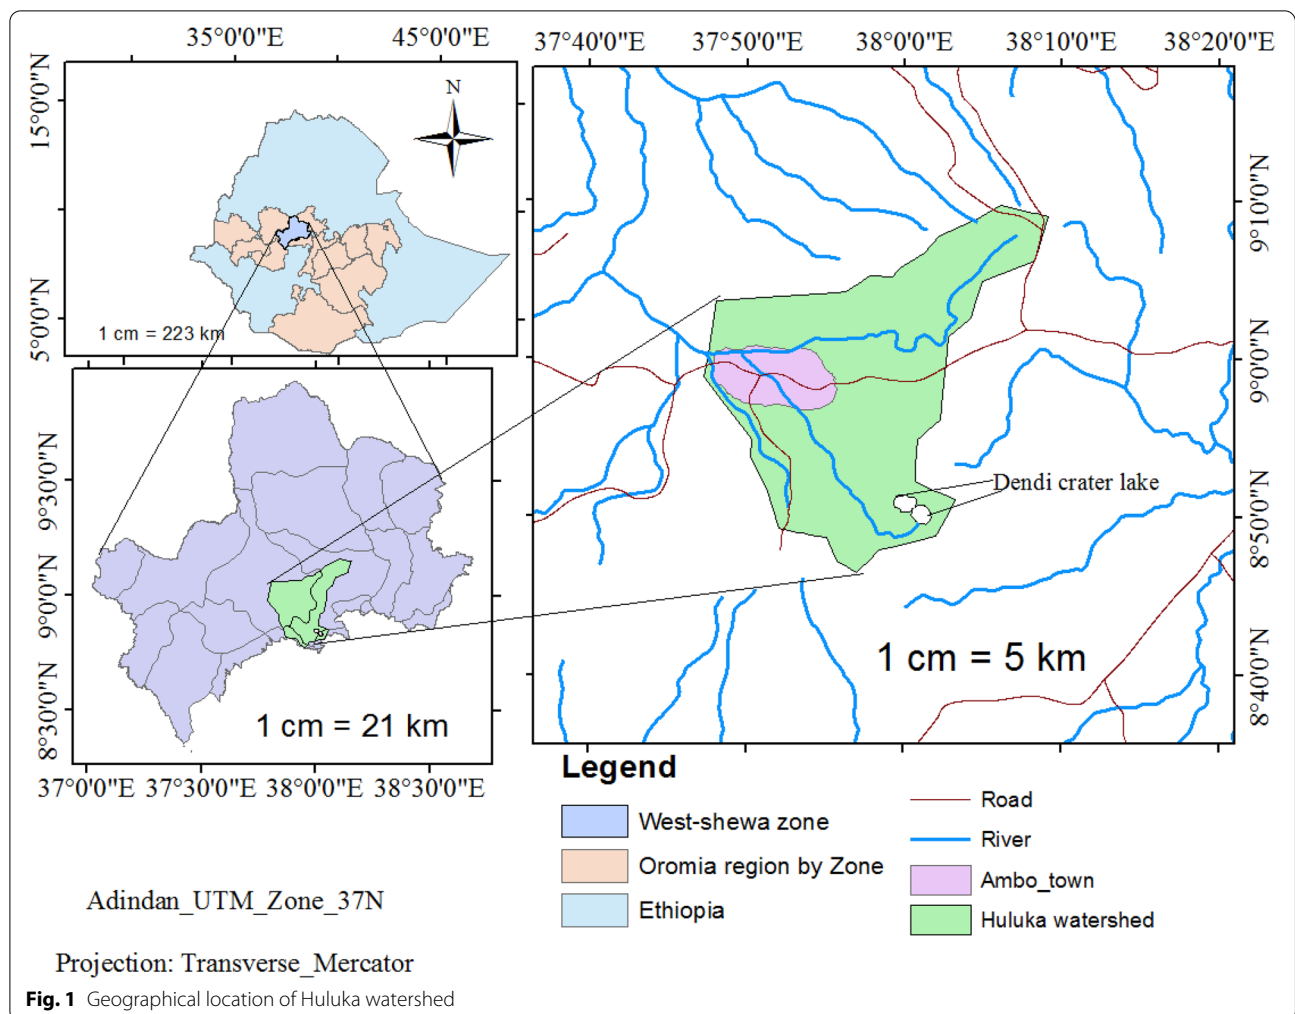 35°0'0"E 45°0'0"E
15°0'0"N
5°0'0"N
N
1 cm = 223 km
37°40'0"E 37°50'0"E 38°0'0"E 38°10'0"E 38°20'0"E
9°10'0"N
9°0'0"N
8°50'0"N
8°40'0"N
Dendi crater lake
1 cm = 5 km
9°30'0"N
9°0'0"N
8°30'0"N
1 cm = 21 km
37°0'0"E 37°30'0"E 38°0'0"E 38°30'0"E
Legend
West-shewa zone
Oromia region by Zone
Ethiopia
Road
River
Ambo_town
Huluka watershed
Adindan_UTM_Zone_37N
Projection: Transverse_Mercator
Fig. 1 Geographical location of Huluka watershed